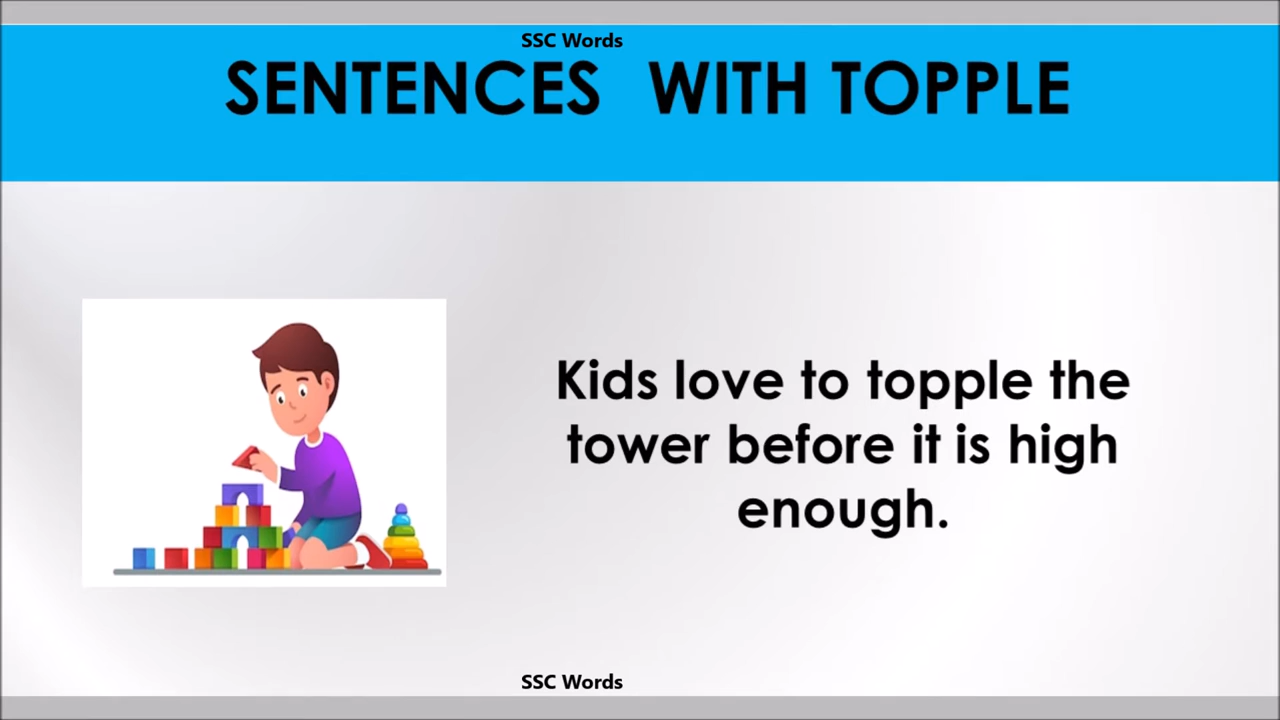 SSC Words
SENTENCES WITH TOPPLE
Kids love to topple the
tower before it is high
enough.
SSC Words